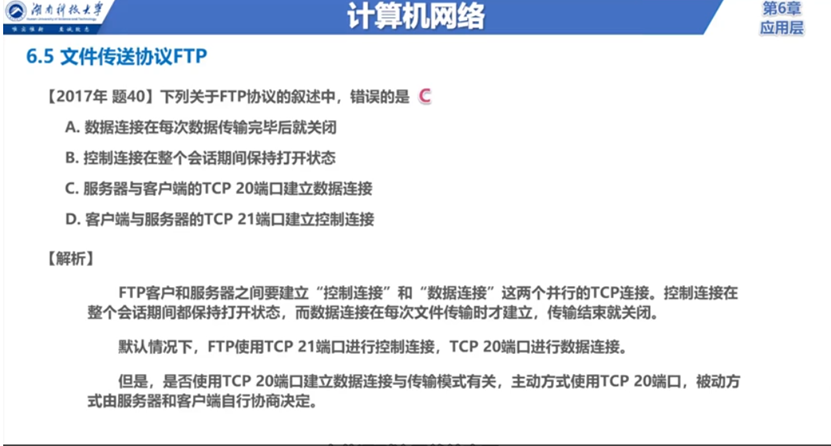 湖南科技大学
计算机网络
第6章
应用层
6.5 文件传送协议FTP
【2017年 题40】下列关于FTP协议的叙述中，错误的是 C
A. 数据连接在每次数据传输完毕后就关闭
B. 控制连接在整个会话期间保持打开状态
C. 服务器与客户端的TCP 20端口建立数据连接
D. 客户端与服务器的TCP 21端口建立控制连接
【解析】
FTP客户和服务器之间要建立“控制连接”和“数据连接”这两个并行的TCP连接。控制连接在
整个会话期间都保持打开状态，而数据连接在每次文件传输时才建立，传输结束就关闭。
默认情况下，FTP使用TCP 21端口进行控制连接，TCP 20端口进行数据连接。
但是，是否使用TCP 20端口建立数据连接与传输模式有关，主动方式使用TCP 20端口，被动方
式由服务器和客户端自行协商决定。